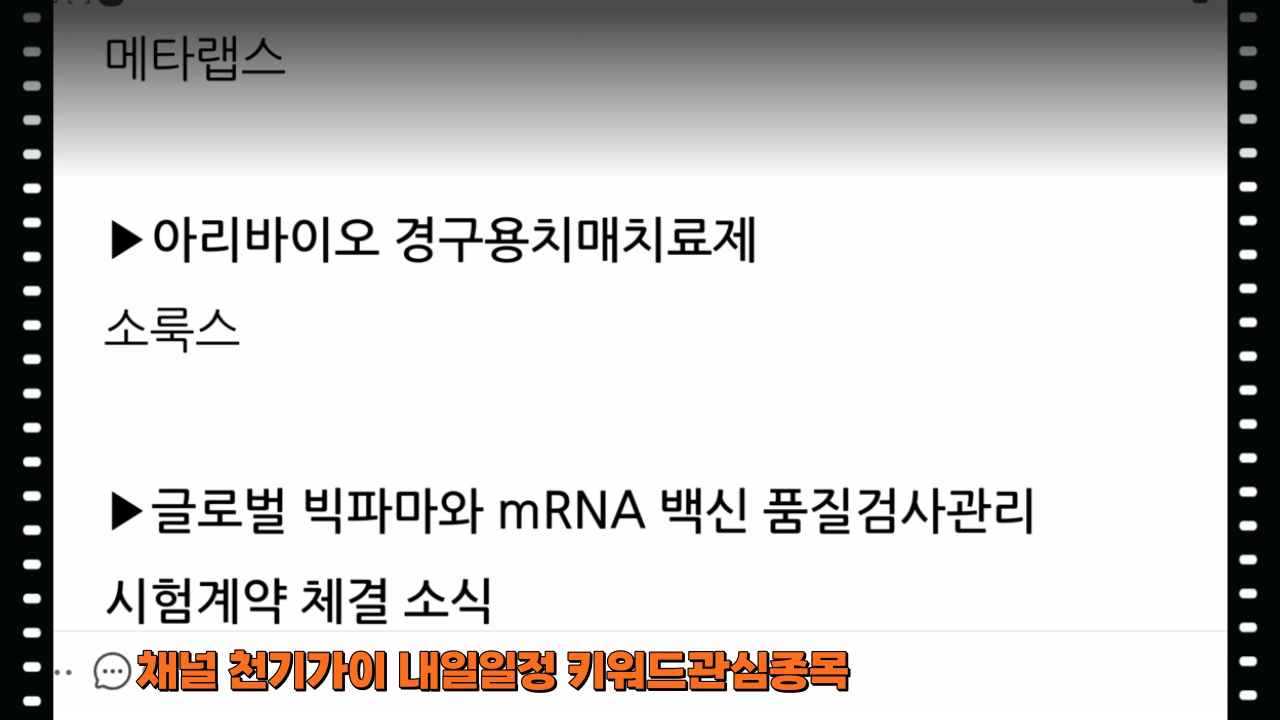 메타랩스
▶아리바이오 경구용치매치료제
소룩스
▶글로벌 빅파마와 mRNA 백신 품질검사관리
시험계약 체결 소식
채널 천기가이 내일일정 키워드관심종목